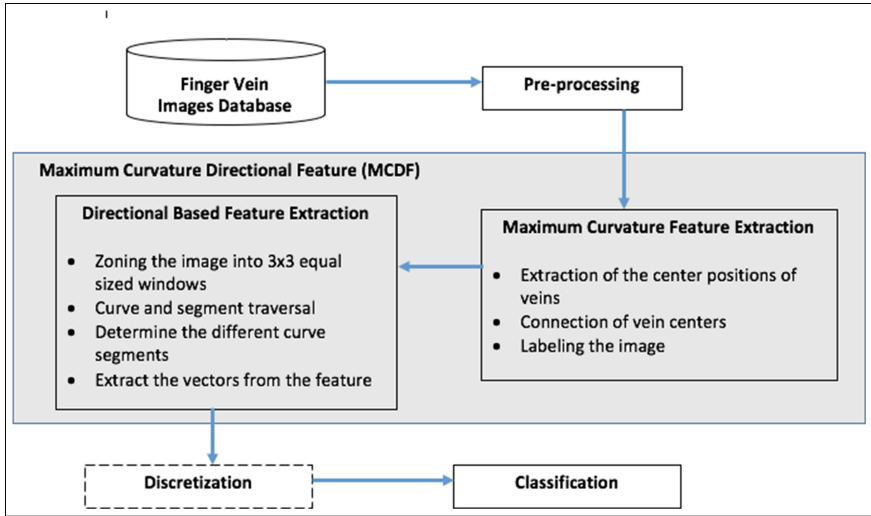 Finger Vein
Images Database
Pre-processing
Maximum Curvature Directional Feature (MCDF)
Directional Based Feature Extraction
• Zoning the image into 3x3 equal
sized windows
• Curve and segment traversal
• Determine the different curve
segments
• Extract the vectors from the feature
Maximum Curvature Feature Extraction
• Extraction of the center positions of
veins
• Connection of vein centers
• Labeling the image
Discretization
Classification